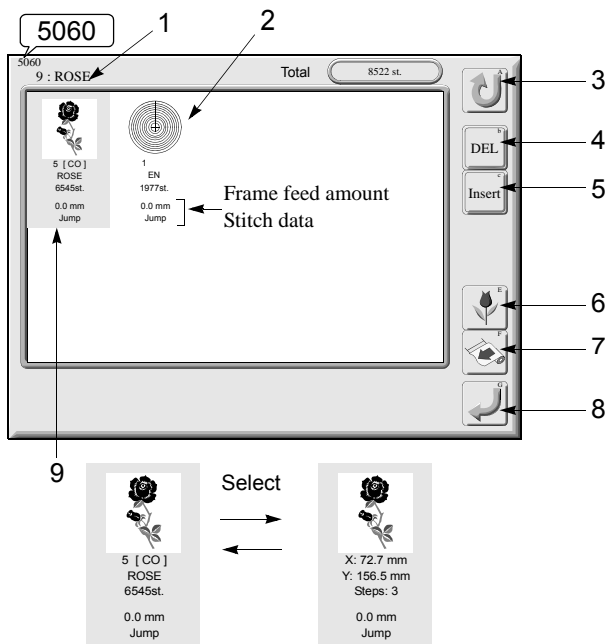 5060
1
2
5060
9 : ROSE
Total
8522 st.
A
3
b
DEL
4
c
Insert
5
5 [ CO ]
ROSE
6545st.
0.0 mm
Jump
1
EN
1977st.
0.0 mm
Jump
Frame feed amount
Stitch data
E
6
F
7
G
8
9
Select
5 [ CO ]
ROSE
6545st.
0.0 mm
Jump
X: 72.7 mm
Y: 156.5 mm
Steps: 3
0.0 mm
Jump